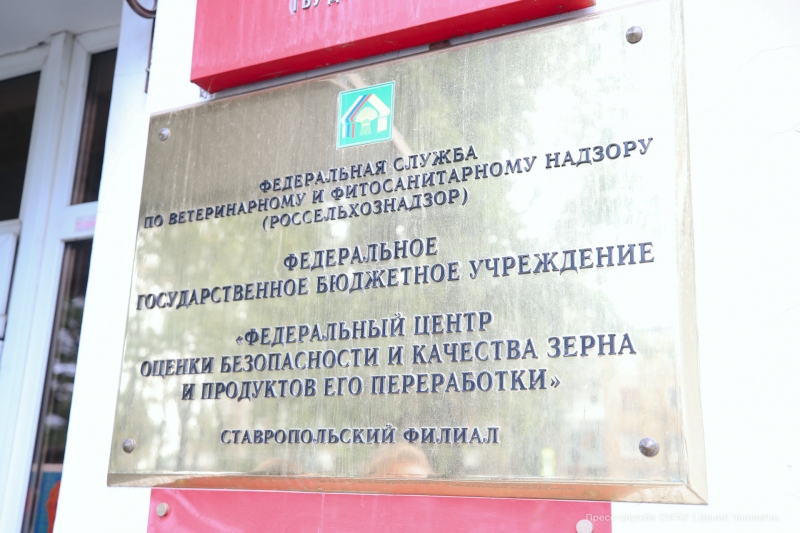 ФЕДЕРАЛЬНАЯ СЛУЖБА
ПО ВЕТЕРИНАРНОМУ И ФИТОСАНИТАРНОМУ НАДЗОРУ
(РОССЕЛЬХОЗНАДЗОР)
ФЕДЕРАЛЬНОЕ
ГОСУДАРСТВЕННОЕ БЮДЖЕТНОЕ УЧРЕЖДЕНИЕ
«ФЕДЕРАЛЬНЫЙ ЦЕНТР
ОЦЕНКИ БЕЗОПАСНОСТИ И КАЧЕСТВА ЗЕРНА
И ПРОДУКТОВ ЕГО ПЕРЕРАБОТКИ»
СТАВРОПОЛЬСКИЙ ФИЛИАЛ